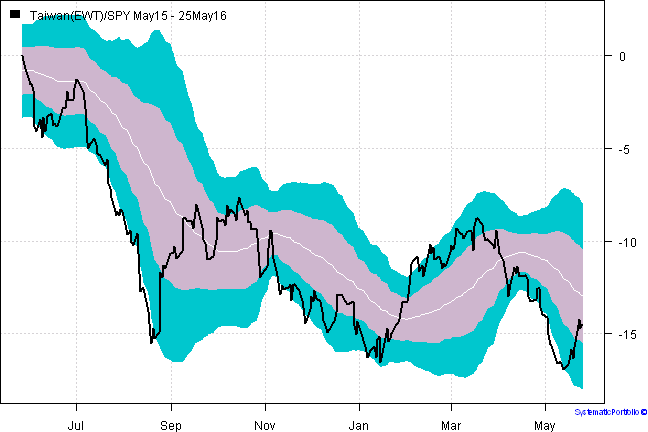 Taiwan(EWT)/SPY May15 - 25May16
0
-5
-10
-15
Jul Sep Nov Jan Mar May
SystematicPortfolio ©